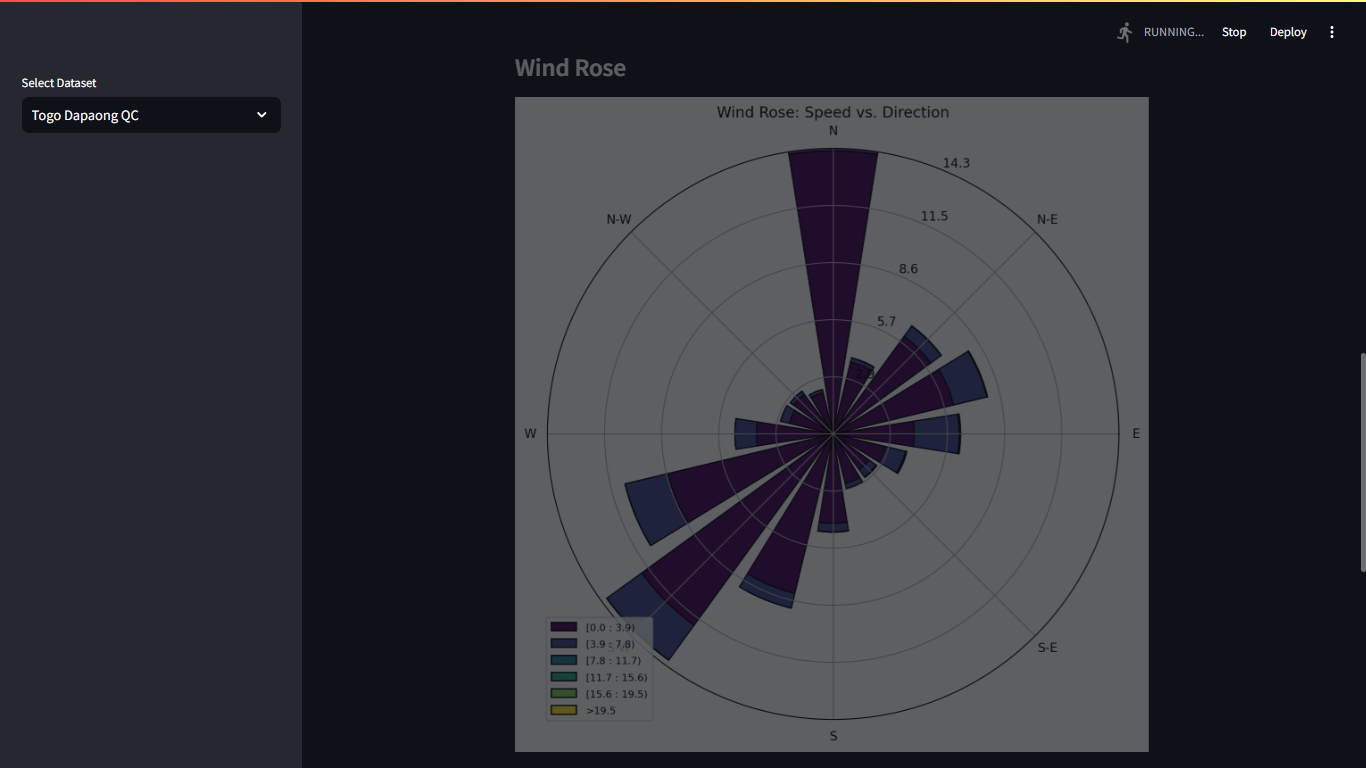 RUNNING...
Stop
Deploy
Select Dataset
Togo Dapaong QC
Wind Rose
Wind Rose: Speed vs. Direction
N
14.3
N-W
11.5
N-E
8.6
5.7
W
E
[0.0 : 3.9)
[3.9 : 7.8)
S-E
[7.8 : 11.7)
[11.7 : 15.6)
[15.6 : 19.5)
>19.5
S